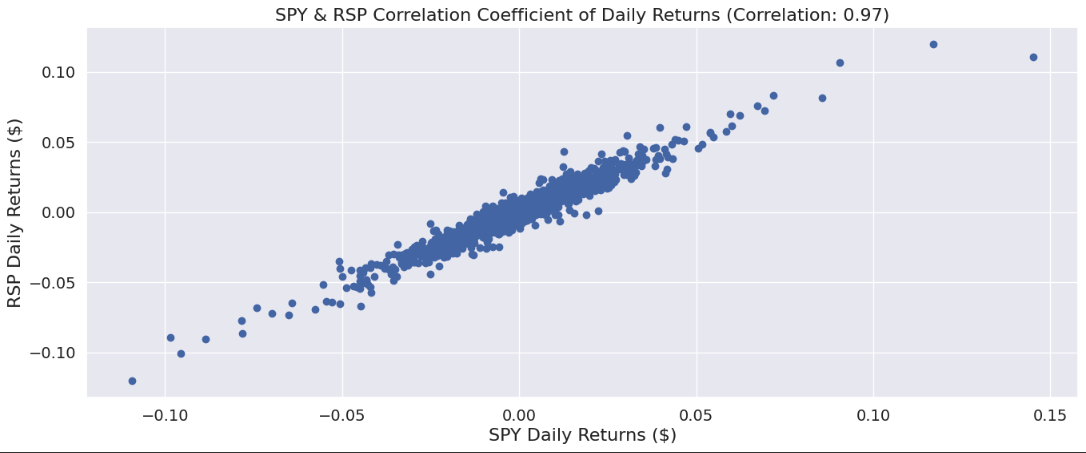 SPY & RSP Correlation Coefficient of Daily Returns (Correlation: 0.97)
RSP Daily Returns ($)
0.10
0.05
0.00
−0.05
−0.10
−0.10 −0.05 0.00 0.05 0.10 0.15
SPY Daily Returns ($)